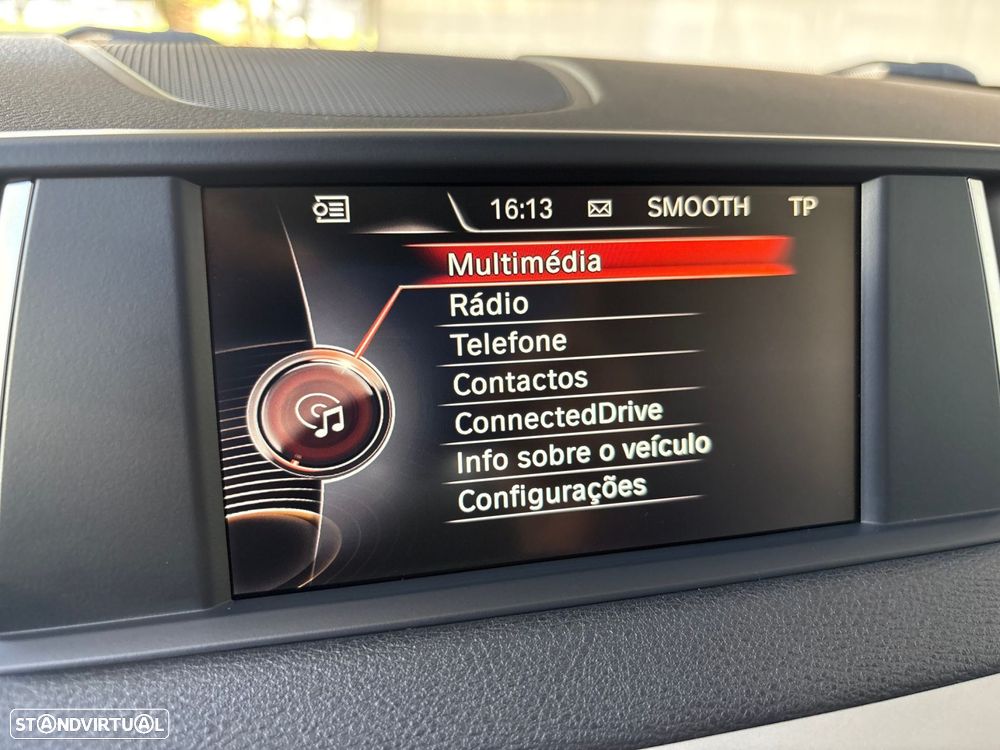 16:13 SMOOTH TP
Multimédia
Rádio
Telefone
Contactos
ConnectedDrive
Info sobre o veículo
Configurações
STANDVIRTUAL